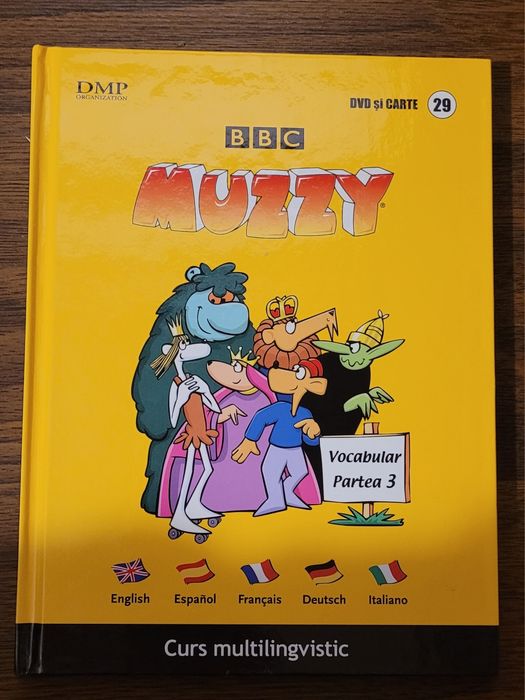 DMP
ORGANIZATION
DVD și CARTE 29
BBC
MUZZY®
Vocabular
Partea 3
English Español Français Deutsch Italiano
Curs multilingvistic